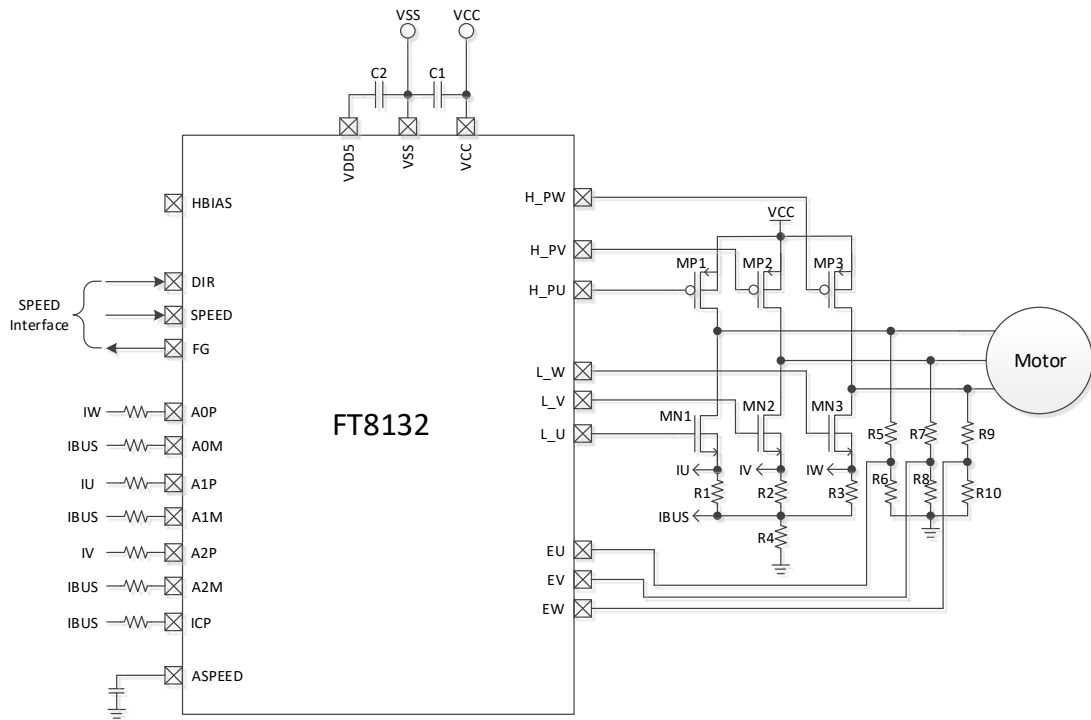 VSS
VCC
C2
C1
VDD5
VSS
VCC
HBIAS
DIR
SPEED
FG
SPEED
Interface
IW
A0P
IBUS
A0M
IU
A1P
IBUS
A1M
IV
A2P
IBUS
A2M
IBUS
ICP
ASPEED
FT8132
H_PW
H_PV
H_PU
L_W
L_V
L_U
EU
EV
EW
VCC
MP1
MP2
MP3
MN1
MN2
MN3
IU
IV
IW
R1
R2
R3
IBUS
R4
R5
R7
R9
R6
R8
R10
Motor